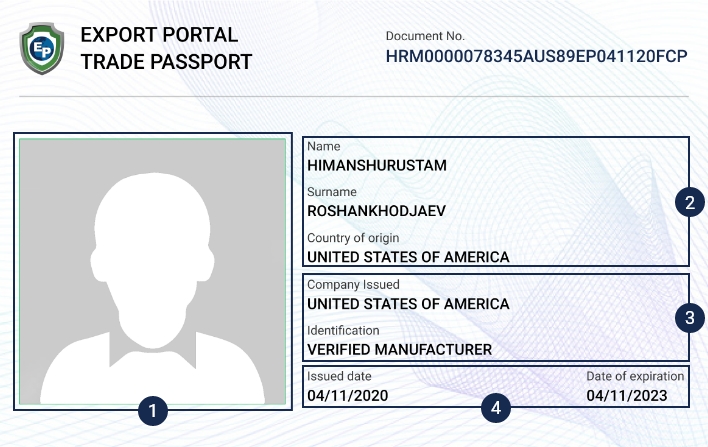 EP
EXPORT PORTAL
TRADE PASSPORT
Document No.
HRM0000078345AUS89EP041120FCP
Name
HIMANSHURUSTAM
Surname
ROSHANKHODJAEV
Country of origin
UNITED STATES OF AMERICA
2
Company Issued
UNITED STATES OF AMERICA
Identification
VERIFIED MANUFACTURER
3
Issued date Date of expiration
04/11/2020 04/11/2023
1
4